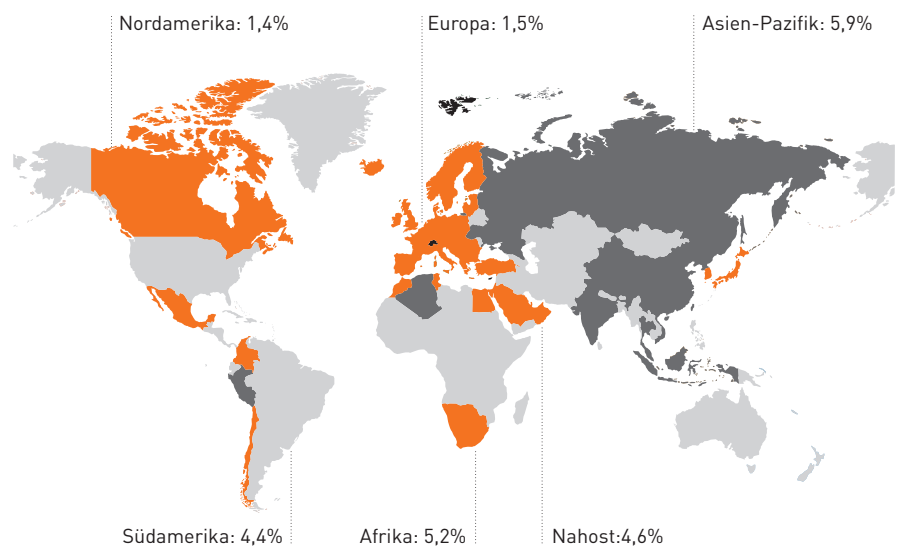 Nordamerika: 1,4%
Europa: 1,5%
Asien-Pazifik: 5,9%
Südamerika: 4,4%
Afrika: 5,2%
Nahost:4,6%